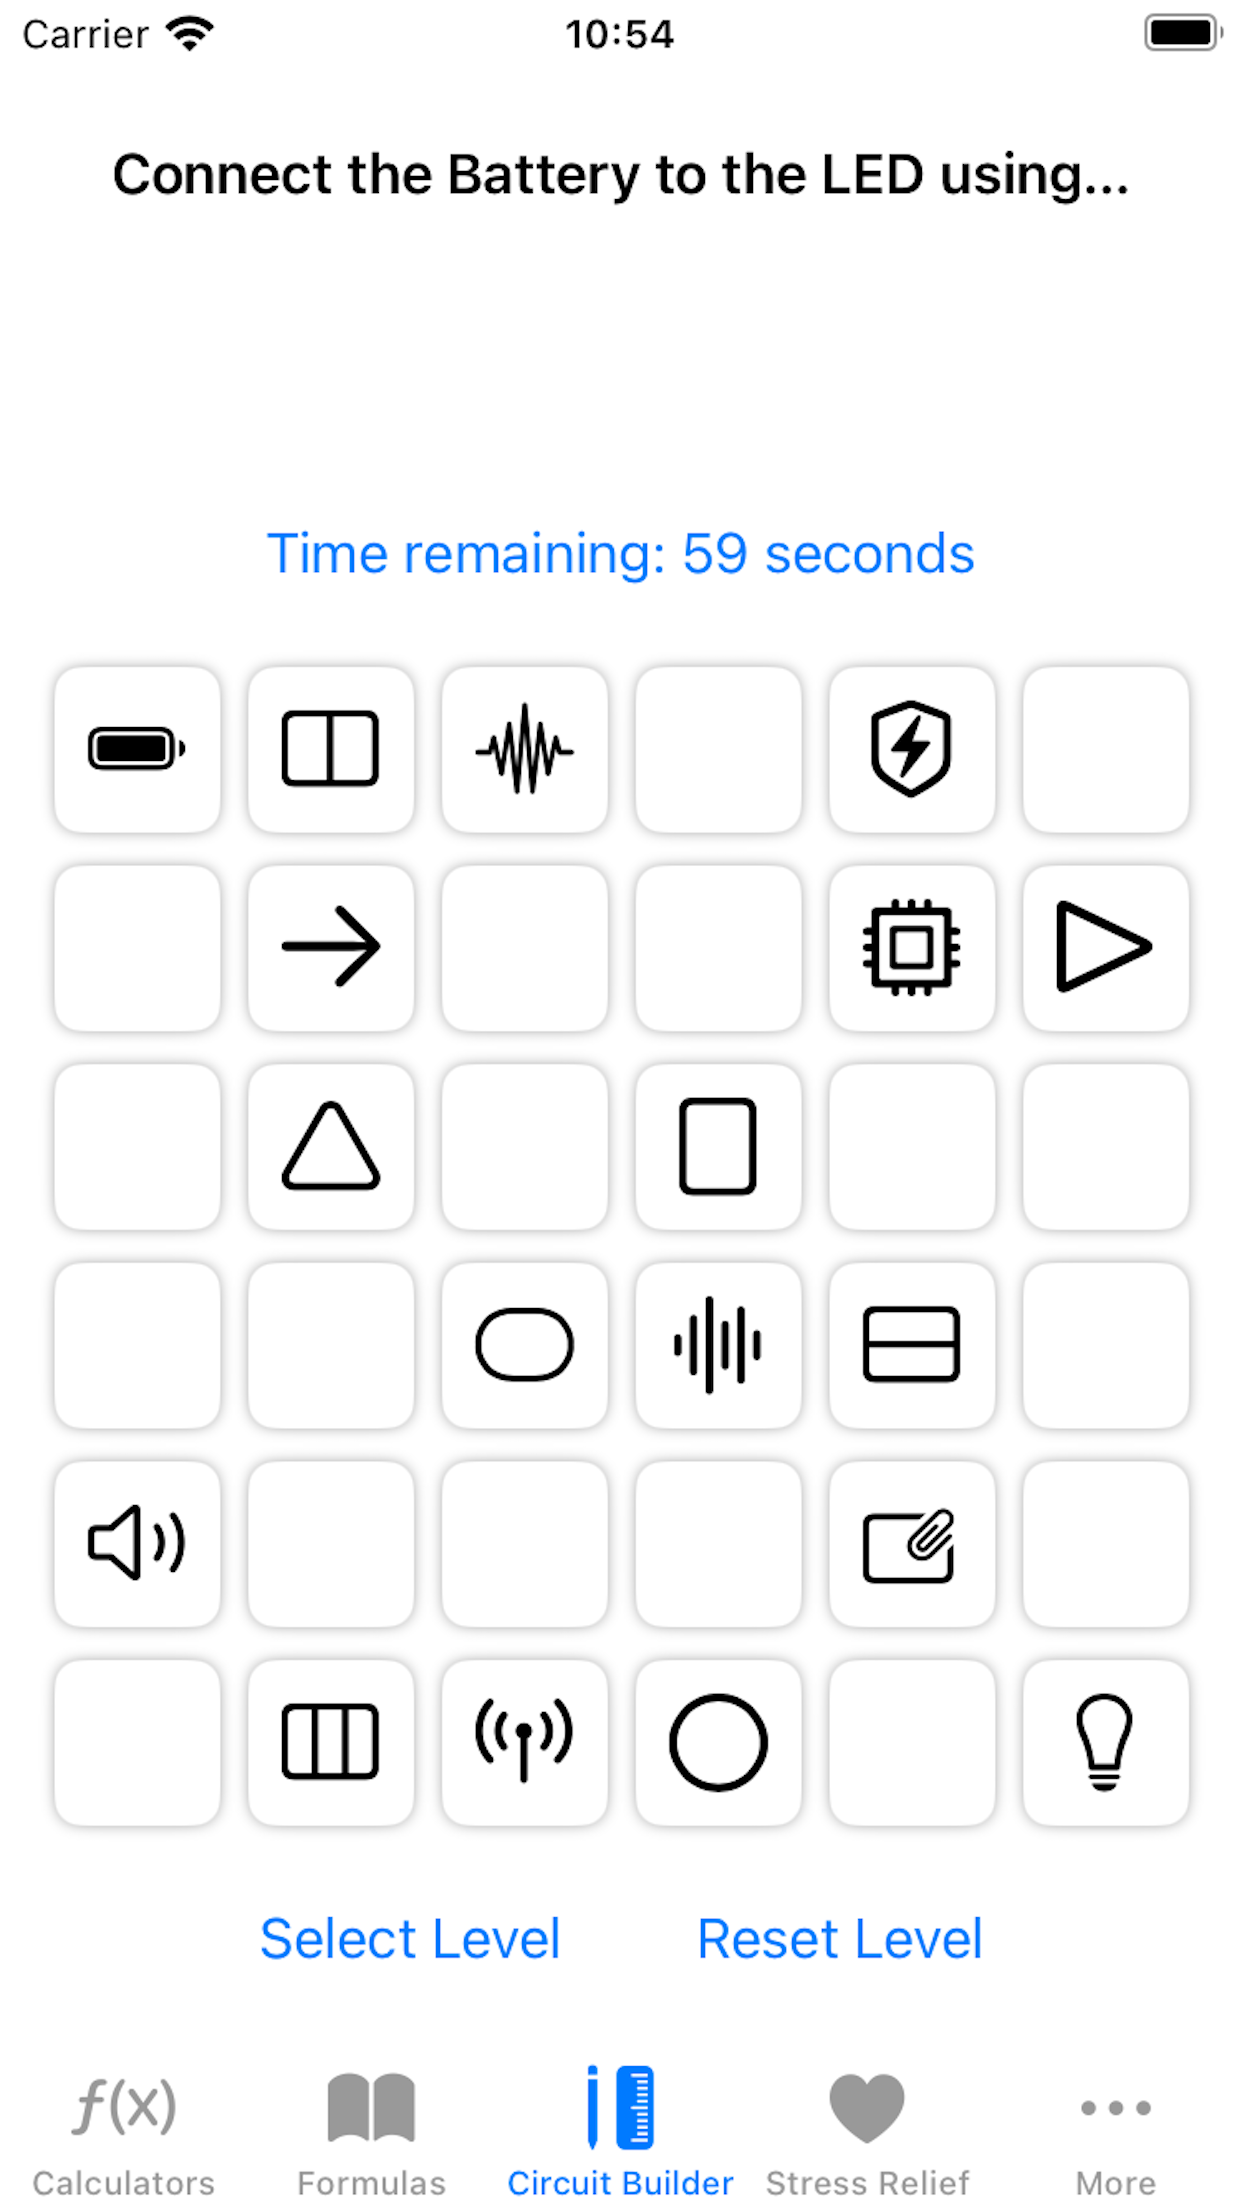 Carrier 10:54
Connect the Battery to the LED using...
Time remaining: 59 seconds
Select Level Reset Level
f(x)
Calculators Formulas Circuit Builder Stress Relief More